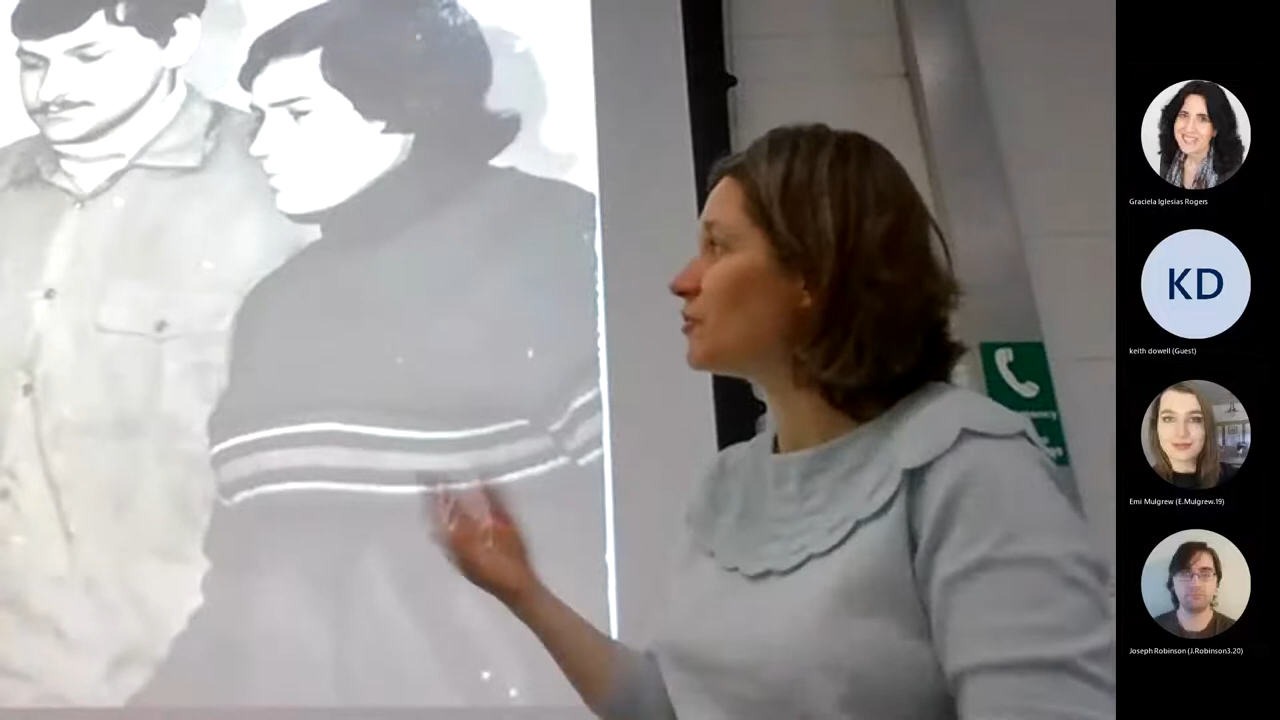 Graciela Iglesias Rogers
KD
keith dowell (Guest)
Emi Mulgrew (E.Mulgrew.19)
Joseph Robinson (J.Robinson3.20)